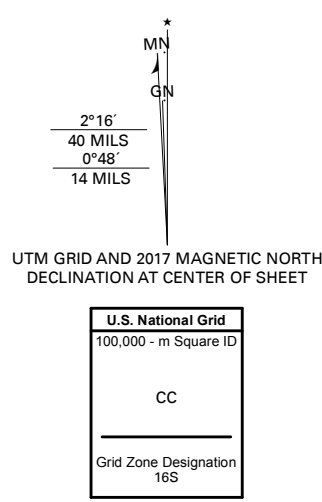 MN
GN
2°16´
40 MILS
0°48´
14 MILS
UTM GRID AND 2017 MAGNETIC NORTH
DECLINATION AT CENTER OF SHEET
U.S. National Grid
100,000 - m Square ID
CC
Grid Zone Designation
16S